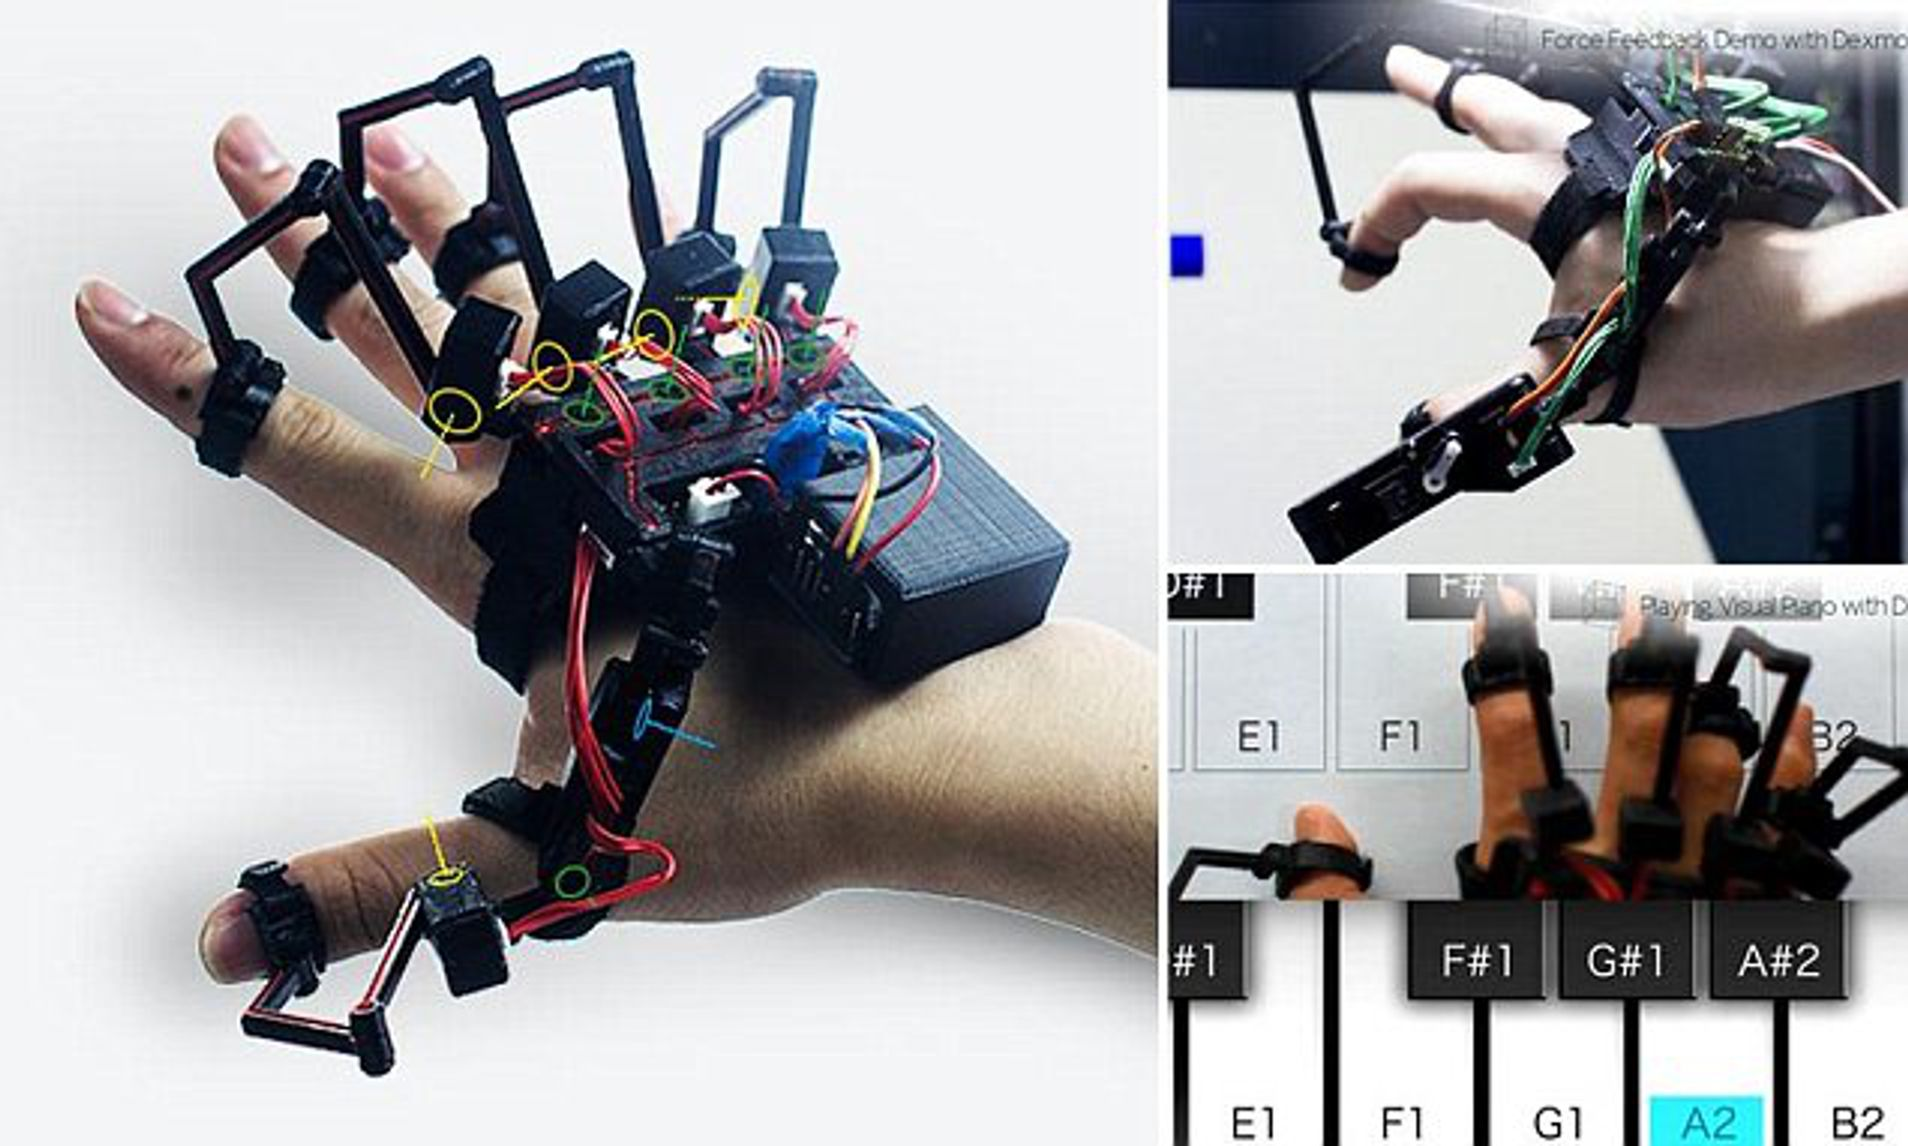 Force Feedback Demo with Dexmo
F#1
Playing Visual Piano with D
E1
F1
B2
#1
F#1
G#1
A#2
E1
F1
G1
A2
B2